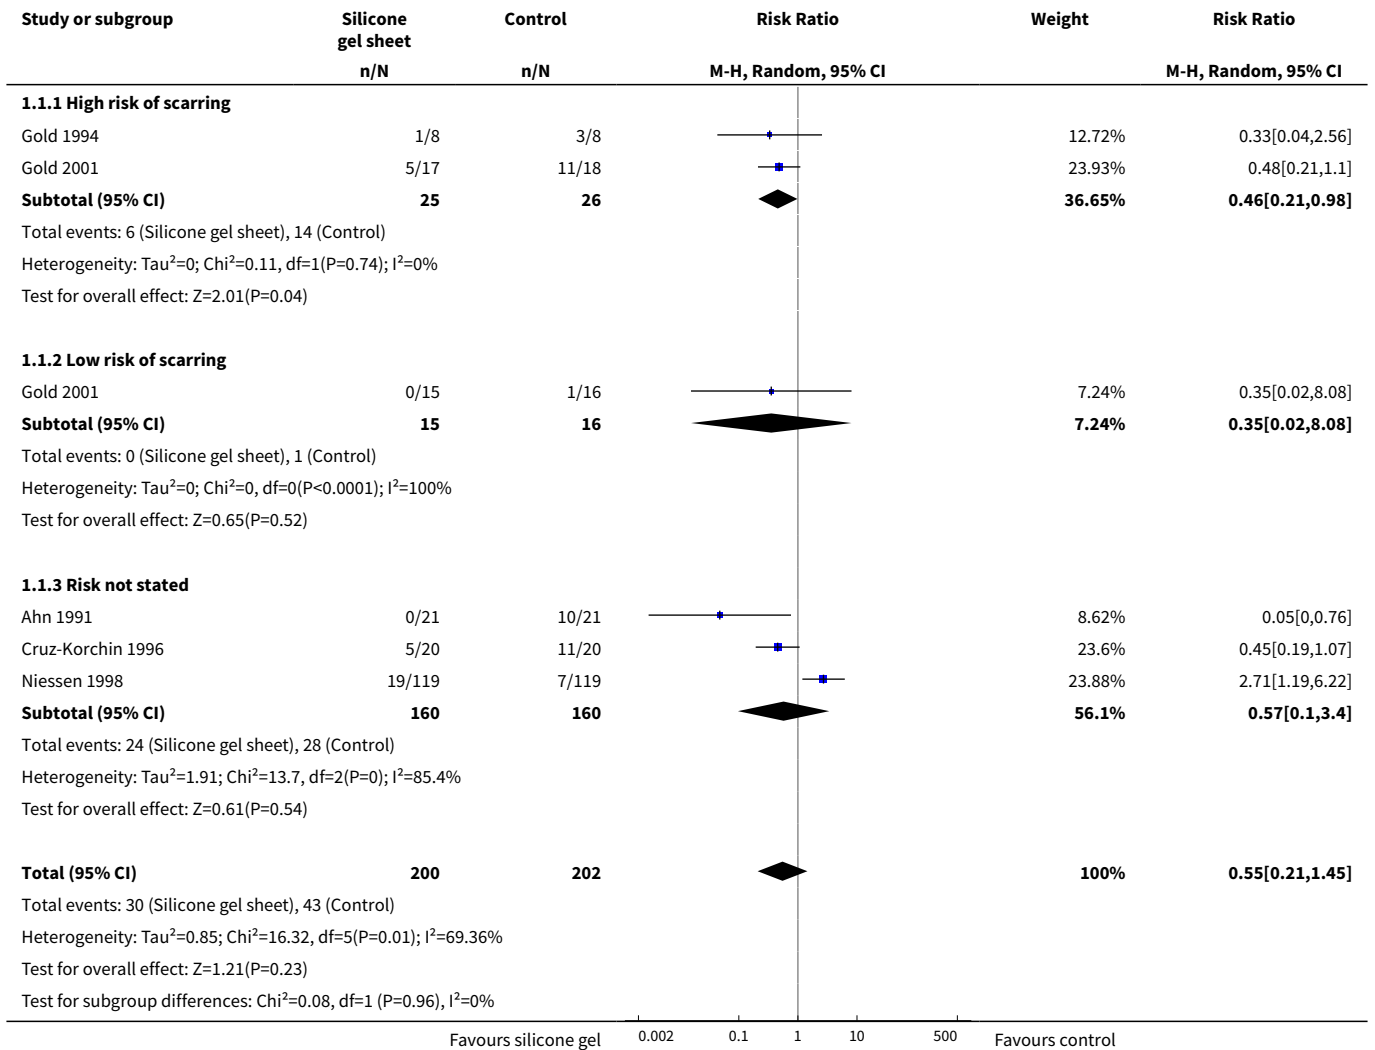 Study or subgroup Silicone Control Risk Ratio Weight Risk Ratio
gel sheet
n/N n/N M-H, Random, 95% CI M-H, Random, 95% CI
1.1.1 High risk of scarring
Gold 1994 1/8 3/8 12.72% 0.33[0.04,2.56]
Gold 2001 5/17 11/18 23.93% 0.48[0.21,1.1]
Subtotal (95% CI) 25 26 36.65% 0.46[0.21,0.98]
Total events: 6 (Silicone gel sheet), 14 (Control)
Heterogeneity: Tau²=0; Chi²=0.11, df=1(P=0.74); I²=0%
Test for overall effect: Z=2.01(P=0.04)
1.1.2 Low risk of scarring
Gold 2001 0/15 1/16 7.24% 0.35[0.02,8.08]
Subtotal (95% CI) 15 16 7.24% 0.35[0.02,8.08]
Total events: 0 (Silicone gel sheet), 1 (Control)
Heterogeneity: Tau²=0; Chi²=0, df=0(P<0.0001); I²=100%
Test for overall effect: Z=0.65(P=0.52)
1.1.3 Risk not stated
Ahn 1991 0/21 10/21 8.62% 0.05[0,0.76]
Cruz-Korchin 1996 5/20 11/20 23.6% 0.45[0.19,1.07]
Niessen 1998 19/119 7/119 23.88% 2.71[1.19,6.22]
Subtotal (95% CI) 160 160 56.1% 0.57[0.1,3.4]
Total events: 24 (Silicone gel sheet), 28 (Control)
Heterogeneity: Tau²=1.91; Chi²=13.7, df=2(P=0); I²=85.4%
Test for overall effect: Z=0.61(P=0.54)
Total (95% CI) 200 202 100% 0.55[0.21,1.45]
Total events: 30 (Silicone gel sheet), 43 (Control)
Heterogeneity: Tau²=0.85; Chi²=16.32, df=5(P=0.01); I²=69.36%
Test for overall effect: Z=1.21(P=0.23)
Test for subgroup differences: Chi²=0.08, df=1 (P=0.96), I²=0%
Favours silicone gel 0.002 0.1 1 10 500 Favours control